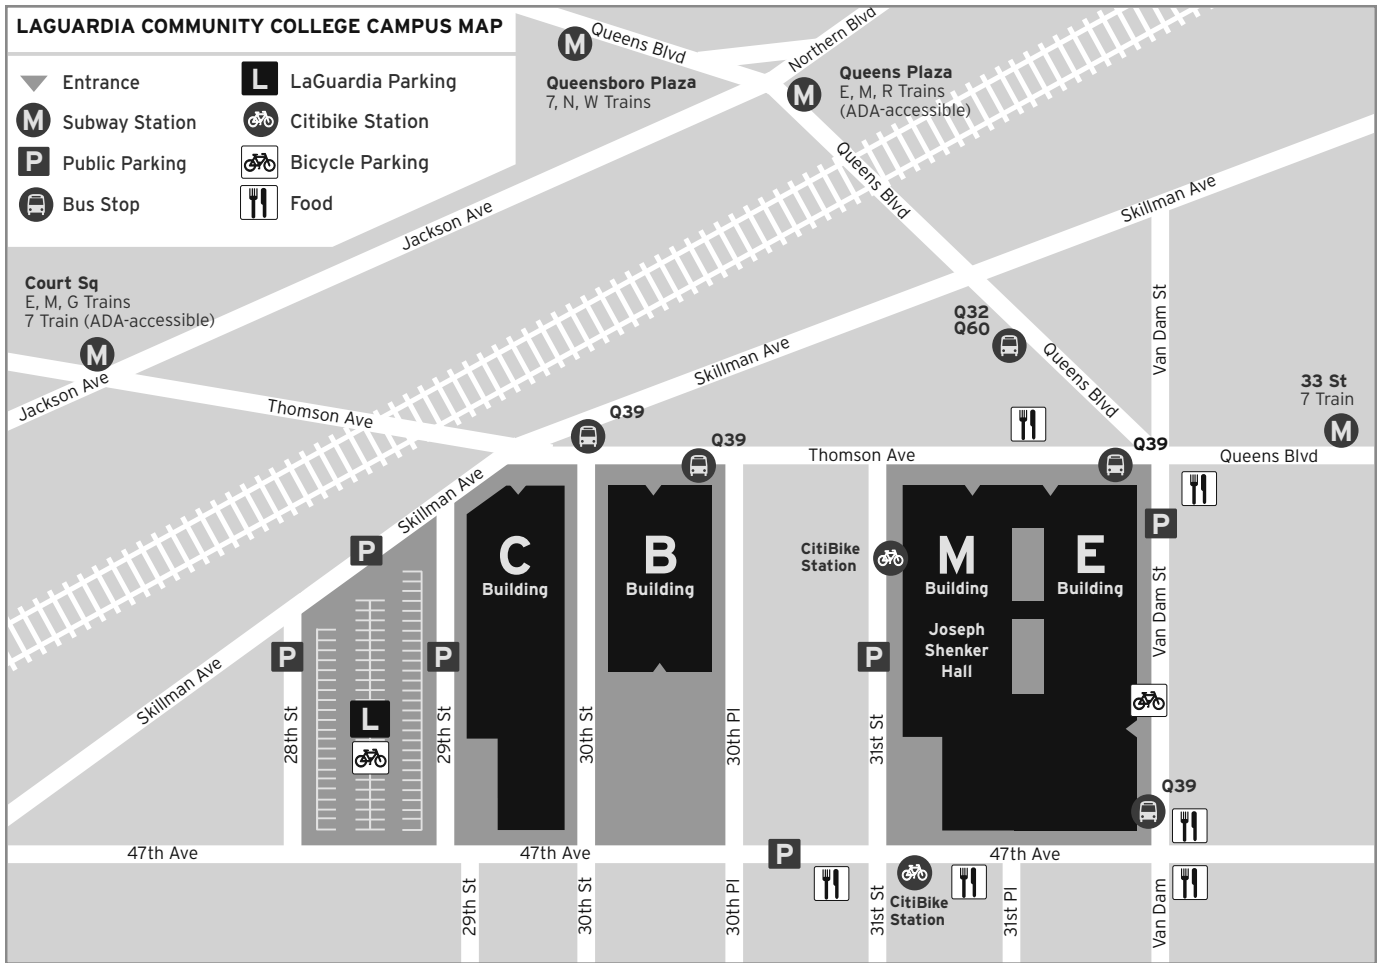 LAGUARDIA COMMUNITY COLLEGE CAMPUS MAP
Entrance
M Subway Station
P Public Parking
Bus Stop
L LaGuardia Parking
Citibike Station
Bicycle Parking
Food
M
Queens Blvd
Queensboro Plaza
7, N, W Trains
Northern Blvd
M
Queens Plaza
E, M, R Trains
(ADA-accessible)
Queens Blvd
Skillman Ave
Jackson Ave
Court Sq
E, M, G Trains
7 Train (ADA-accessible)
M
Jackson Ave
Thomson Ave
Skillman Ave
Q32
Q60
Queens Blvd
Van Dam St
33 St
7 Train
M
Q39
Q39
Thomson Ave
Q39
Queens Blvd
Skillman Ave
P
C
Building
B
Building
CitiBike
Station
M
Building
Joseph
Shenker
Hall
E
Building
P
Van Dam St
P
P
P
Skillman Ave
28th St
L
29th St
30th St
30th Pl
31st St
Q39
47th Ave
47th Ave
P
47th Ave
29th St
30th St
30th Pl
31st St
CitiBike
Station
31st Pl
Van Dam